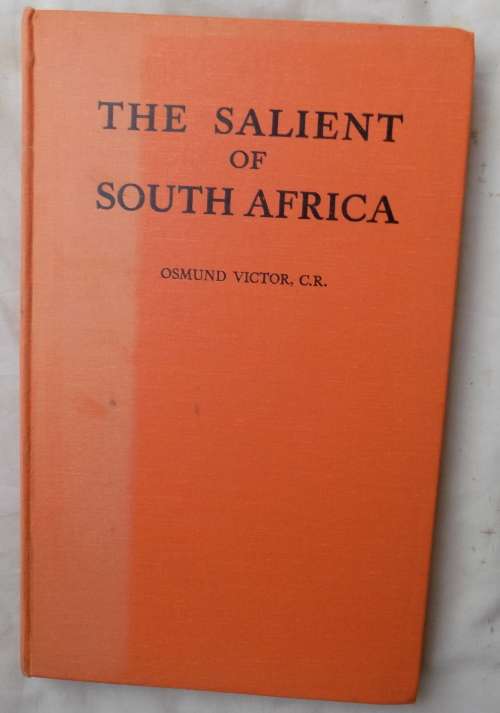 THE SALIENT
OF
SOUTH AFRICA
OSMUND VICTOR, C.R.